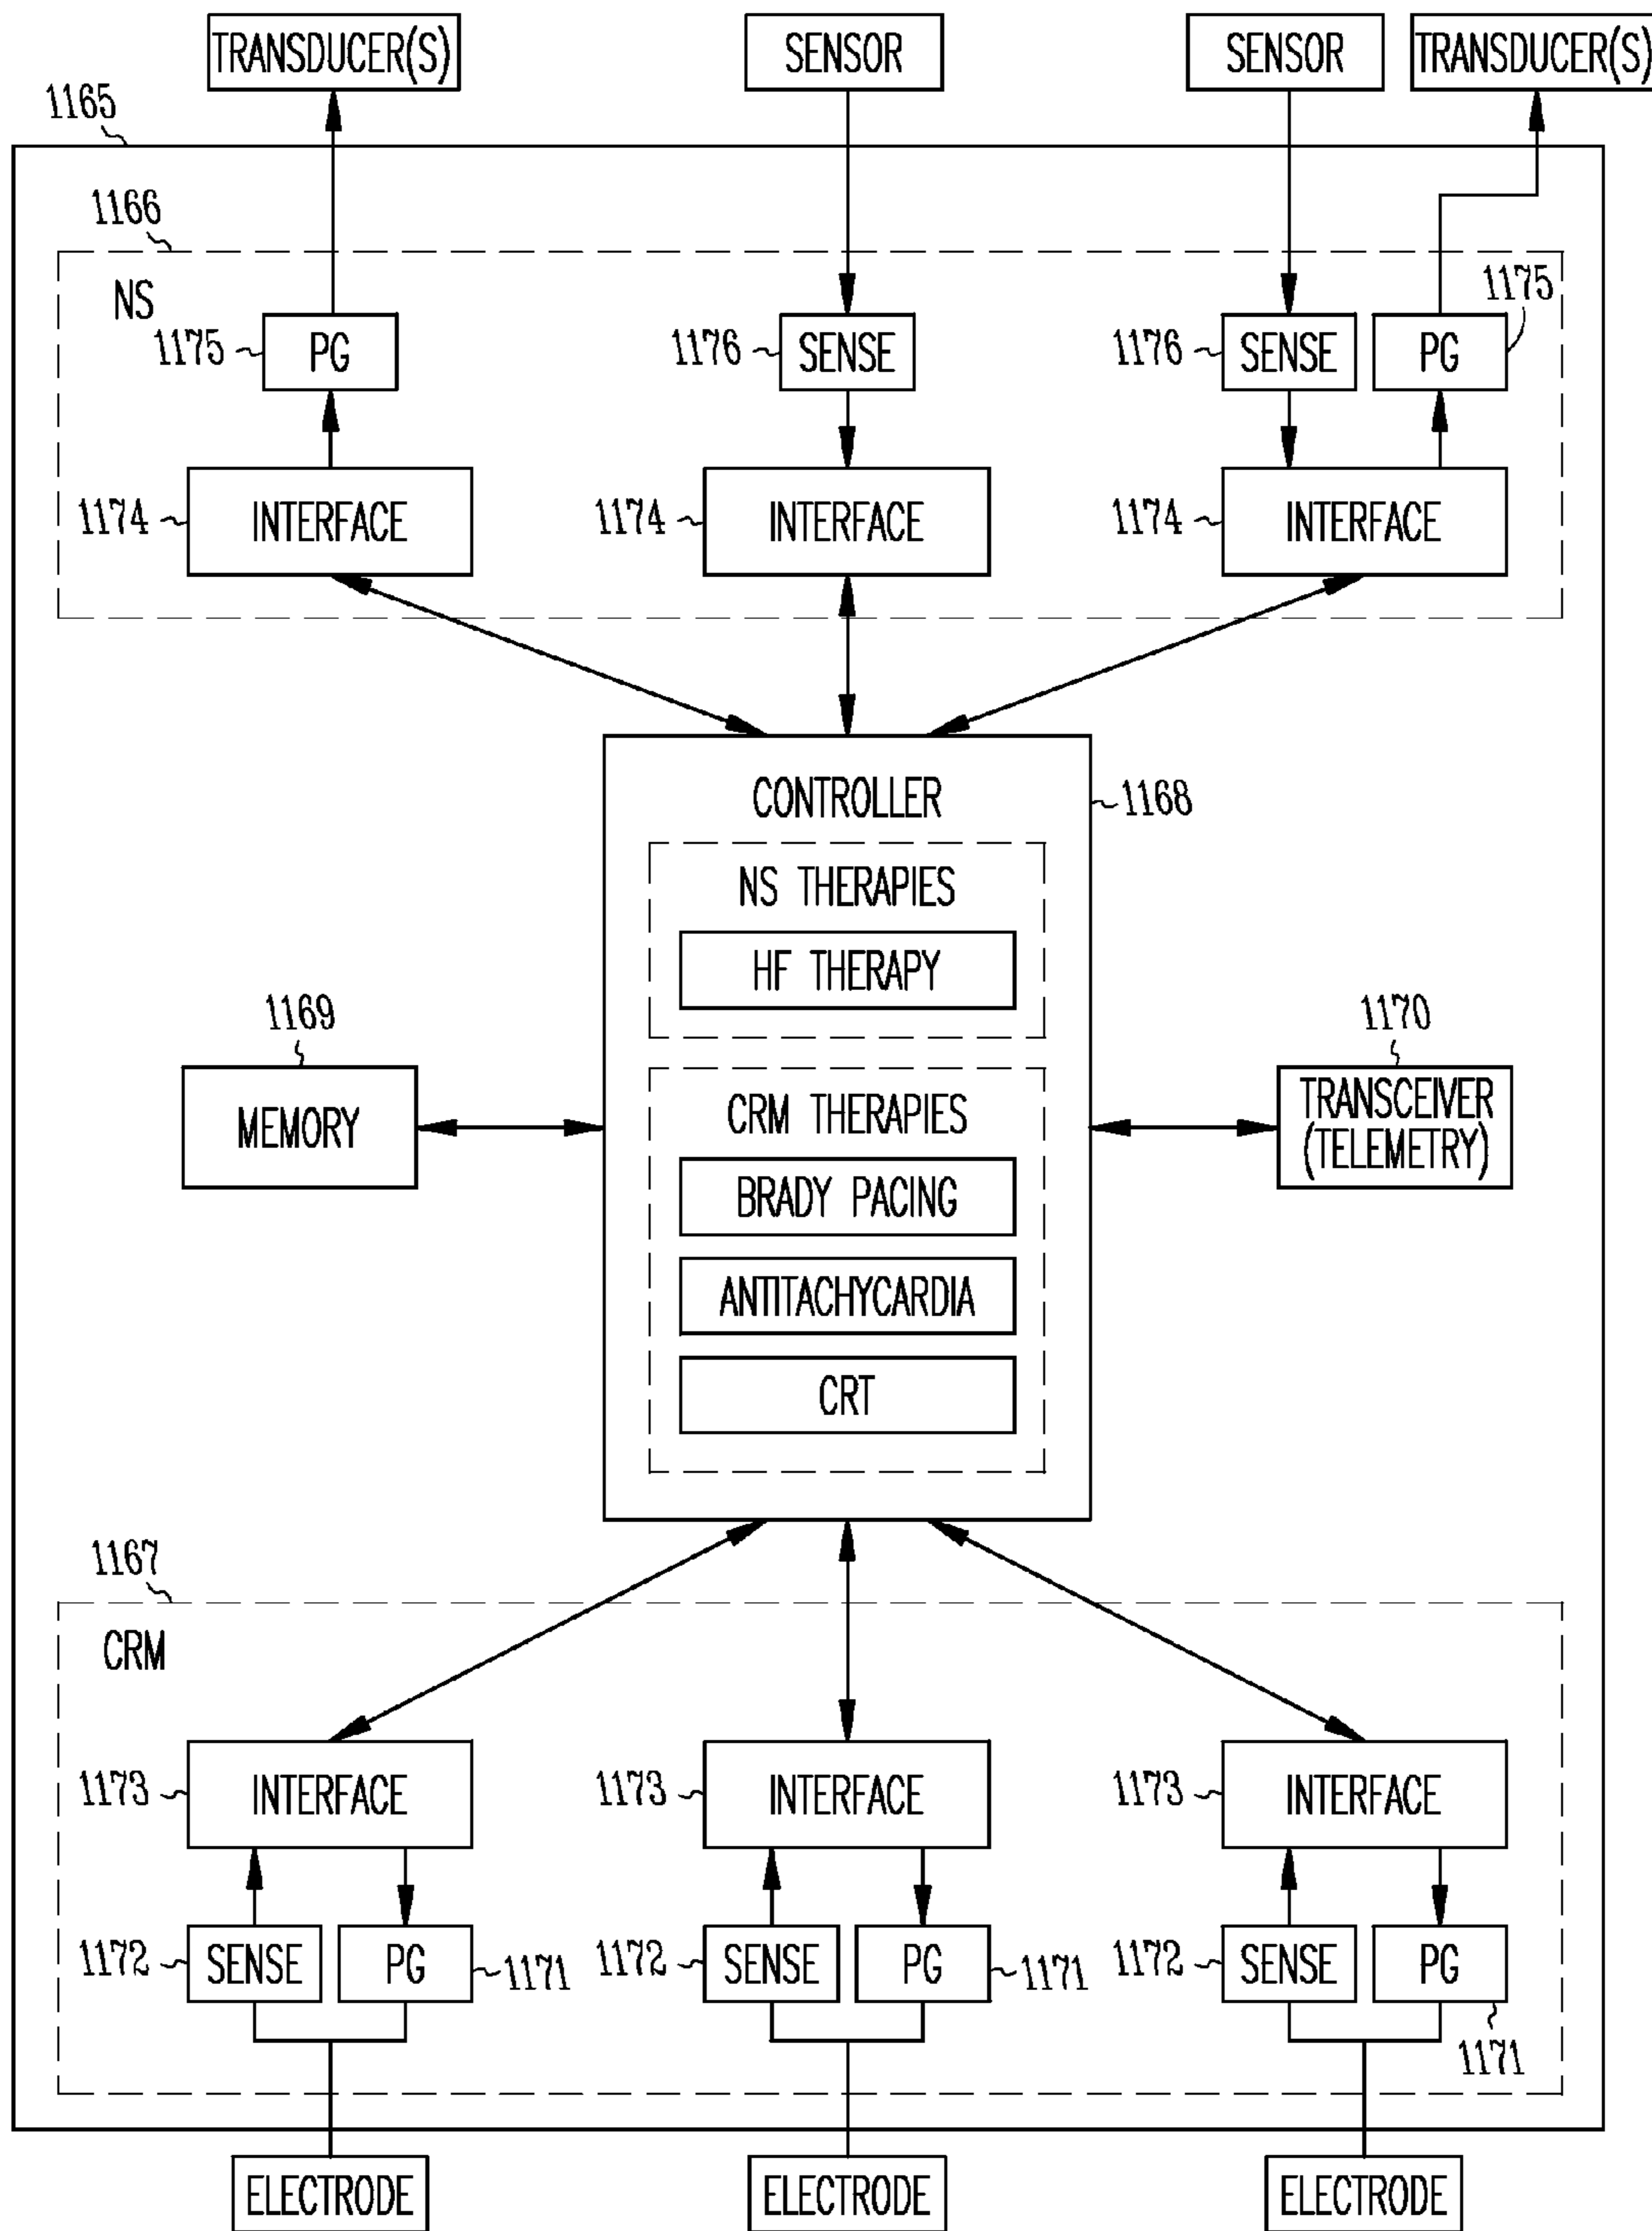 TRANSDUCER(S)
SENSOR
SENSOR
TRANSDUCER(S)
1165
1166
NS
1175
PG
1176
SENSE
1176
SENSE
PG
1175
1174
INTERFACE
1174
INTERFACE
1174
INTERFACE
CONTROLLER
1168
NS THERAPIES
HF THERAPY
1169
MEMORY
1170
TRANSCEIVER
(TELEMETRY)
CRM THERAPIES
BRADY PACING
ANTITACHYCARDIA
CRT
1167
CRM
1173
INTERFACE
1173
INTERFACE
1173
INTERFACE
1172
SENSE
PG
1171
1172
SENSE
PG
1171
1172
SENSE
PG
1171
ELECTRODE
ELECTRODE
ELECTRODE